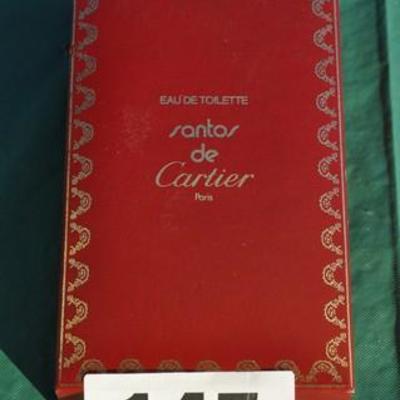 EAU DE TOILETTE
santos
de
Cartier
Paris